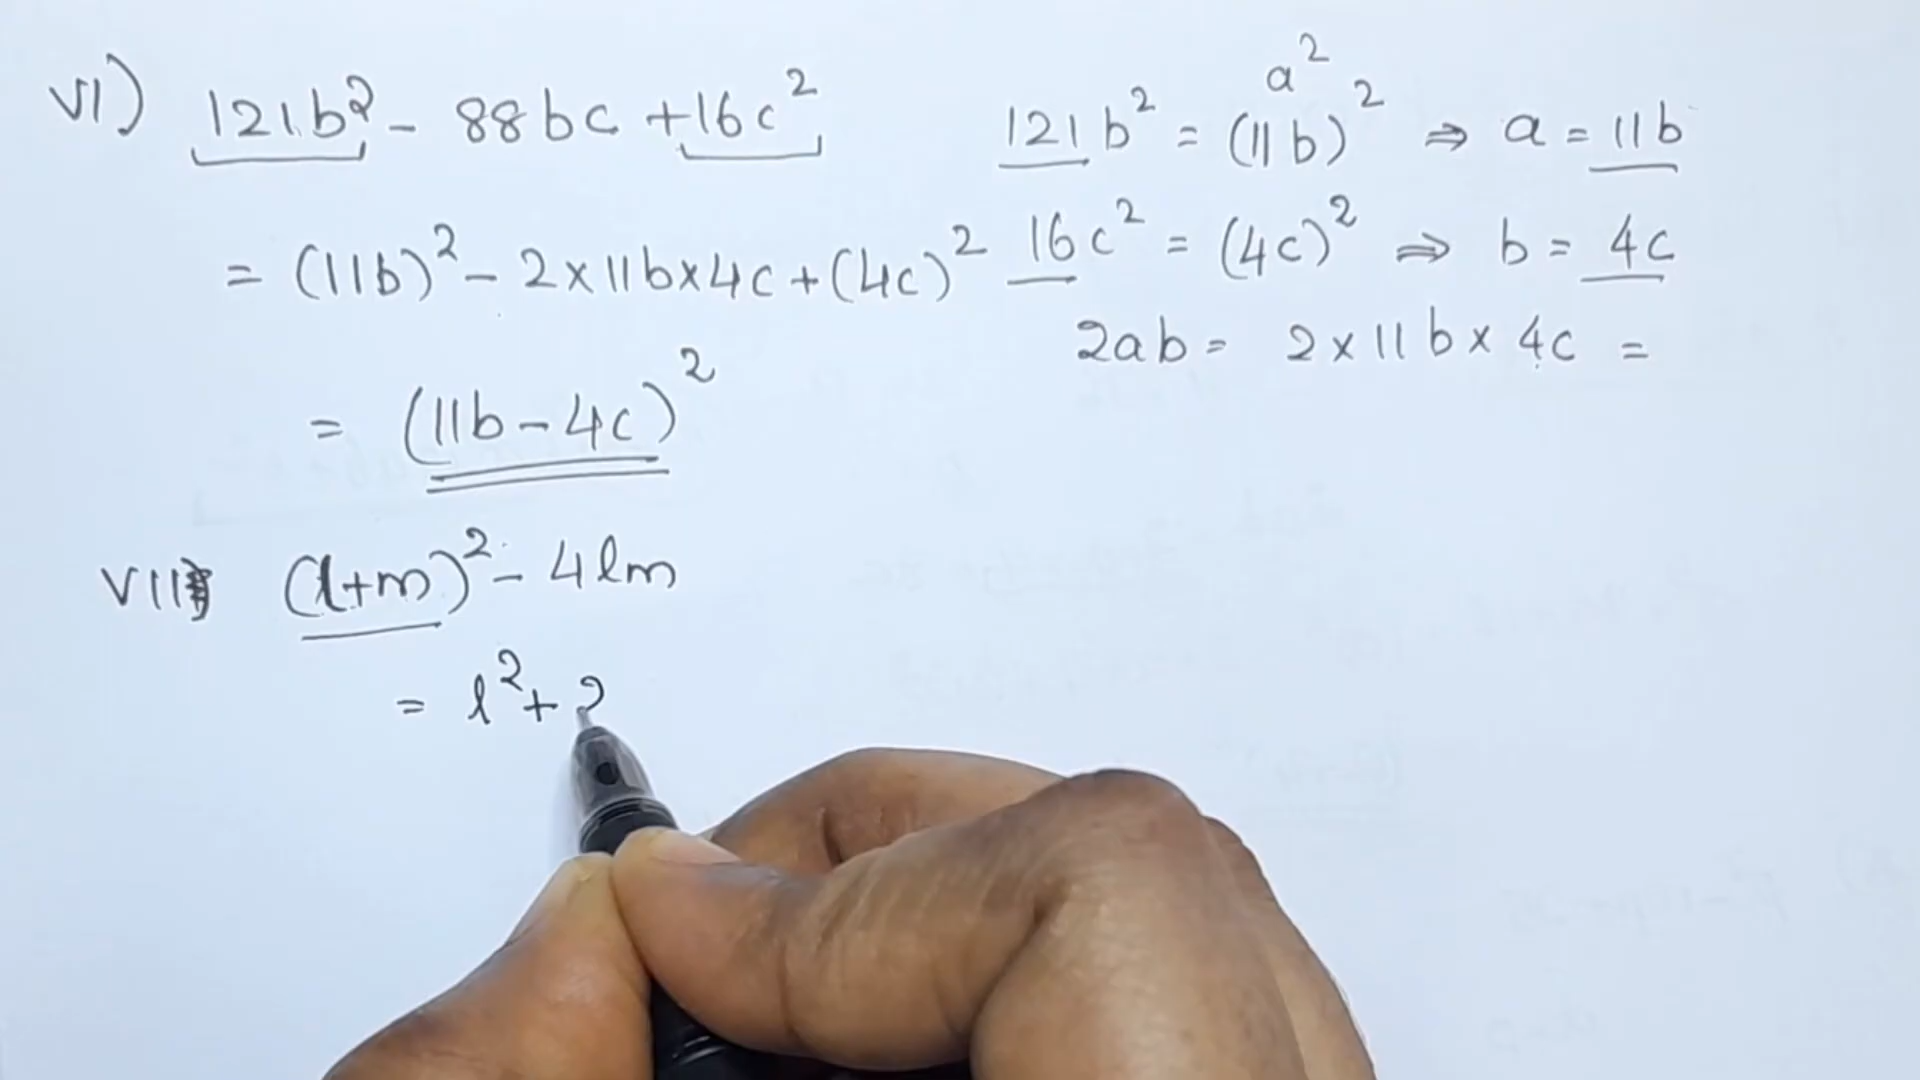 VI) 121b² - 88bc + 16c²
= (11b)² - 2×11b×4c + (4c)²
= (11b - 4c)²
a²
121b² = (11b)² ⇒ a = 11b
16c² = (4c)² ⇒ b = 4c
2ab = 2×11b×4c =
VII) (l+m)² - 4lm
= l² + 2